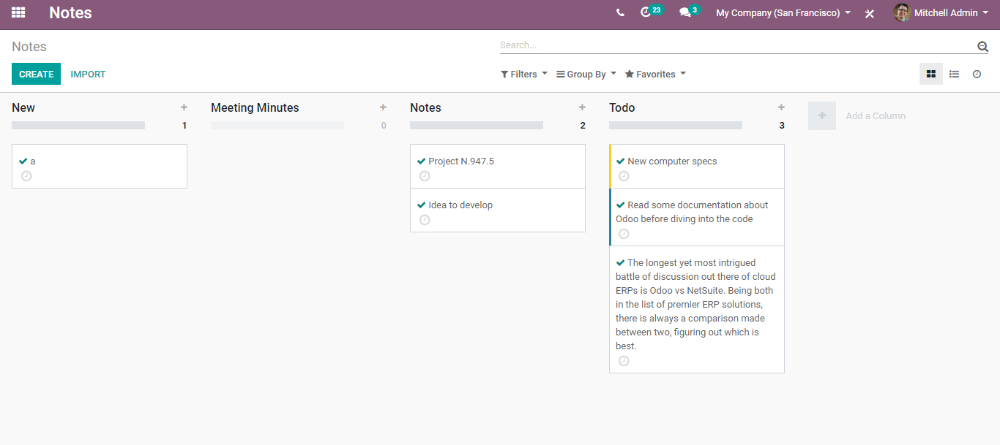 Notes
23
3
My Company (San Francisco)
Mitchell Admin
Notes
Search...
CREATE
IMPORT
Filters
Group By
Favorites
New
1
a
Meeting Minutes
0
Notes
2
Project N.947.5
Idea to develop
Todo
3
New computer specs
Read some documentation about
Odoo before diving into the code
The longest yet most intrigued
battle of discussion out there of cloud
ERPs is Odoo vs NetSuite. Being both
in the list of premier ERP solutions,
there is always a comparison made
between two, figuring out which is
best.
Add a Column